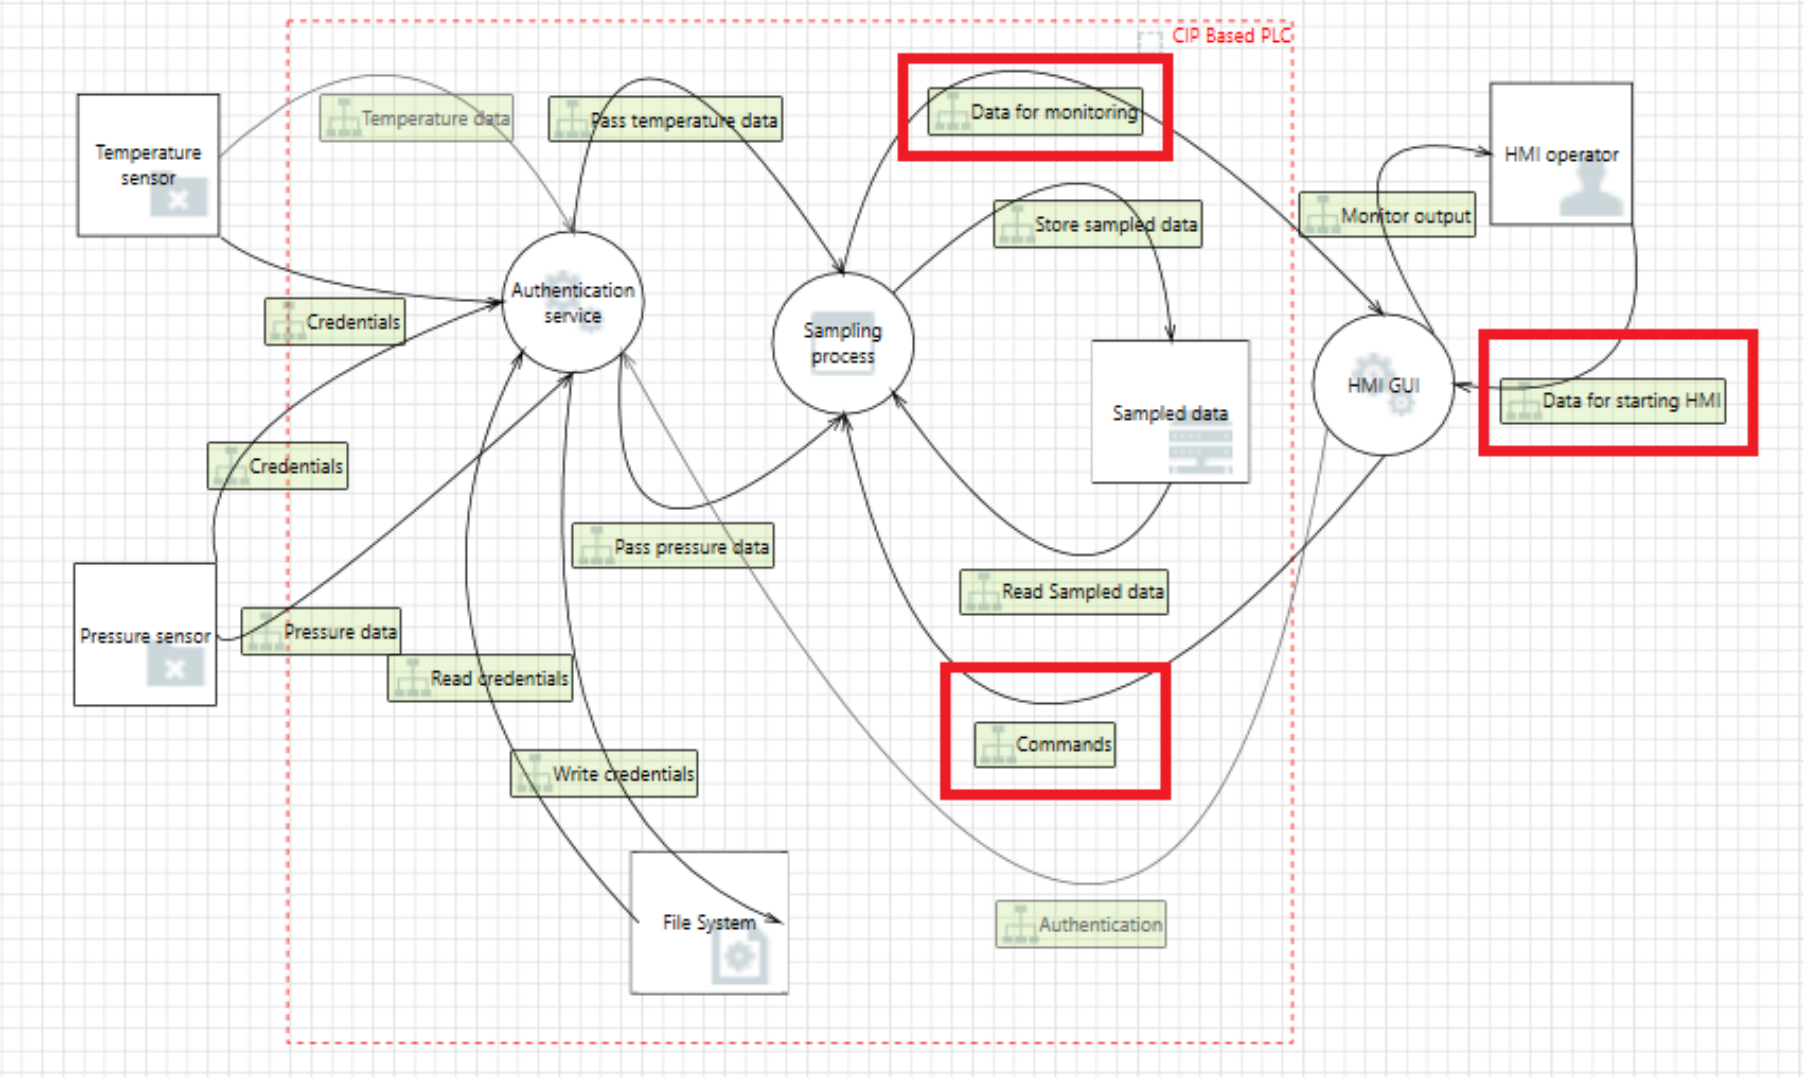 CIP Based PLC
Temperature
sensor
Temperature data
Pass temperature data
Data for monitoring
HMI operator
Store sampled data
Monitor output
Authentication
service
Credentials
Sampling
process
Sampled data
HMI GUI
Data for starting HMI
Credentials
Pass pressure data
Read Sampled data
Pressure sensor
Pressure data
Read credentials
Write credentials
Commands
File System
Authentication